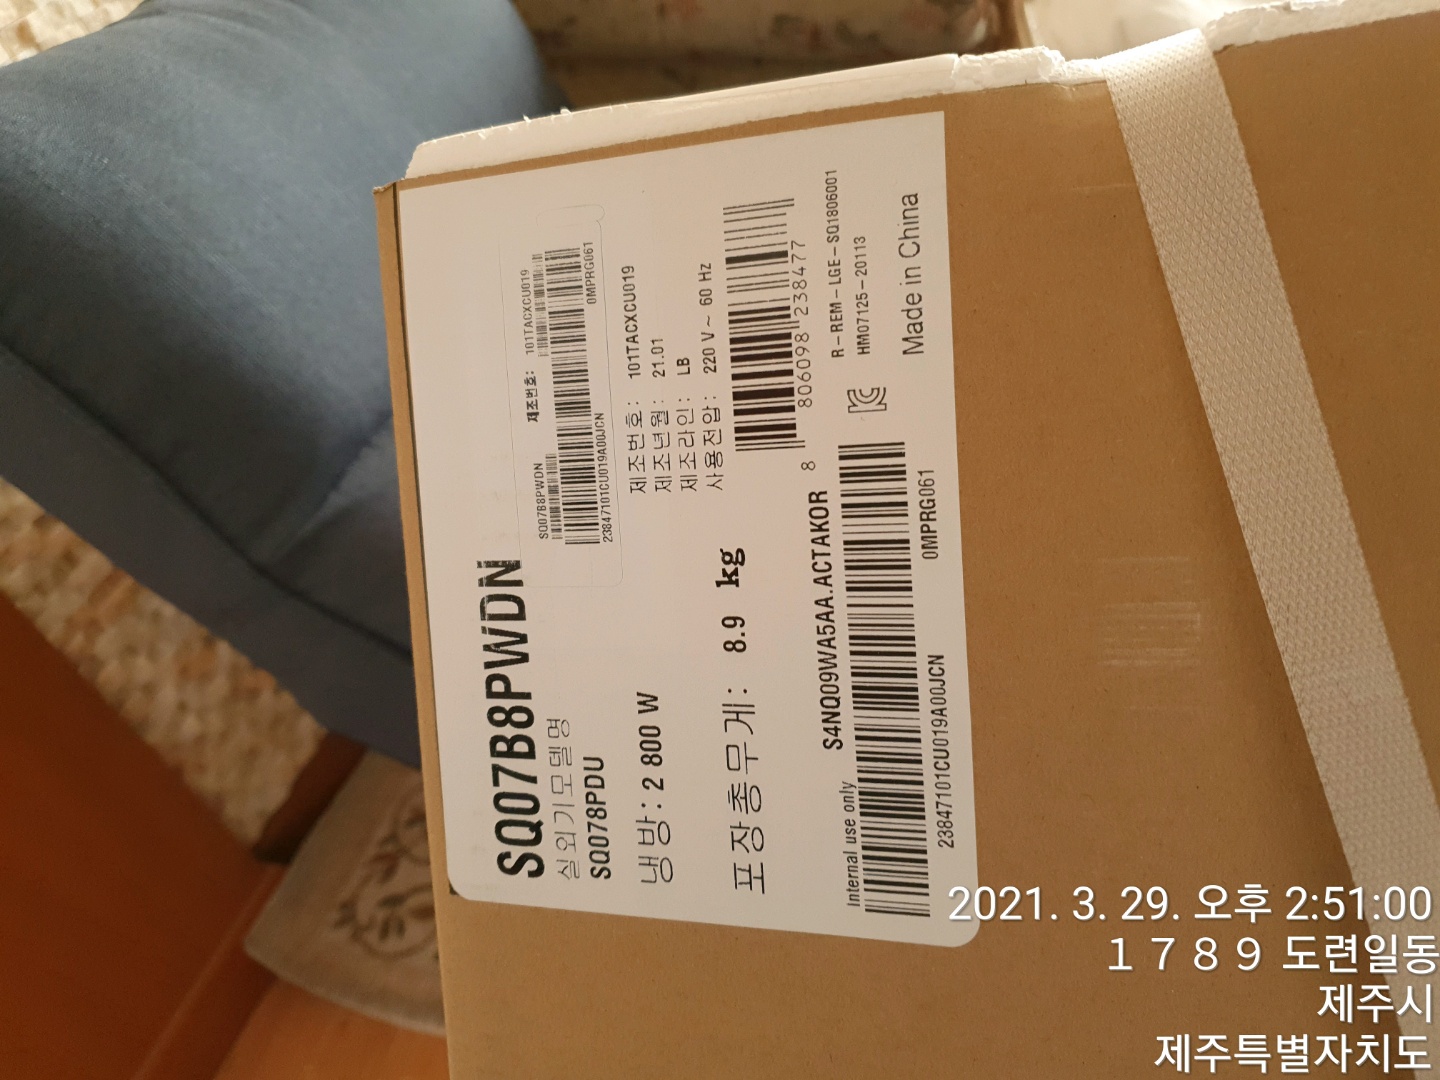 SQ07B8PWDN
실외기모델명
SQ078PDU
냉방: 2 800 W
포장총무게: 8.9 kg
SQ07B8PWDN
제조번호: 101TACXCU019
23847101CU019A00JCN
0MPRG061
제조번호: 101TACXCU019
제조년월: 21.01
제조라인: LB
사용전압: 220 V ~ 60 Hz
8 806098 238477
S4NQ09WA5AA.ACTAKOR
Internal use only
23847101CU019A00JCN
0MPRG061
R-REM-LGE-SQ1806001
HM07125-20113
Made in China
2021. 3. 29. 오후 2:51:00
１７８９ 도련일동
제주시
제주특별자치도